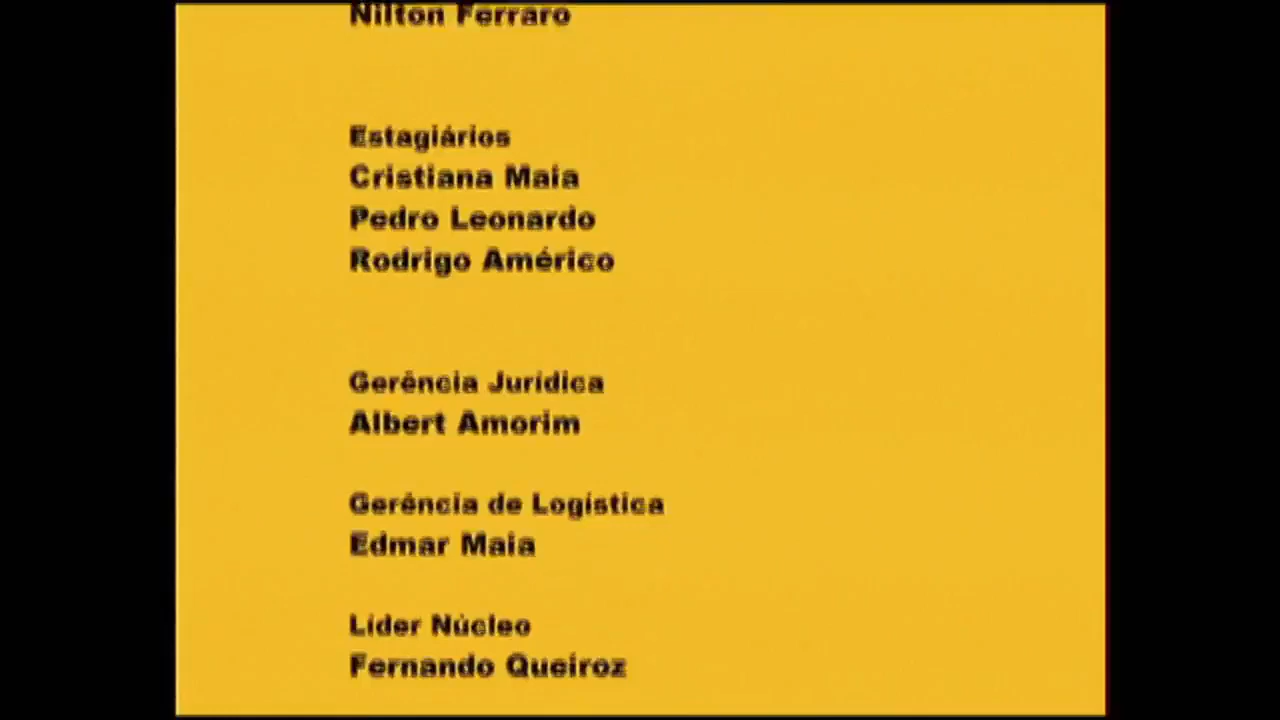 Nilton Ferraro
Estagiários
Cristiana Maia
Pedro Leonardo
Rodrigo Américo
Gerência Jurídica
Albert Amorim
Gerência de Logística
Edmar Maia
Líder Núcleo
Fernando Queiroz